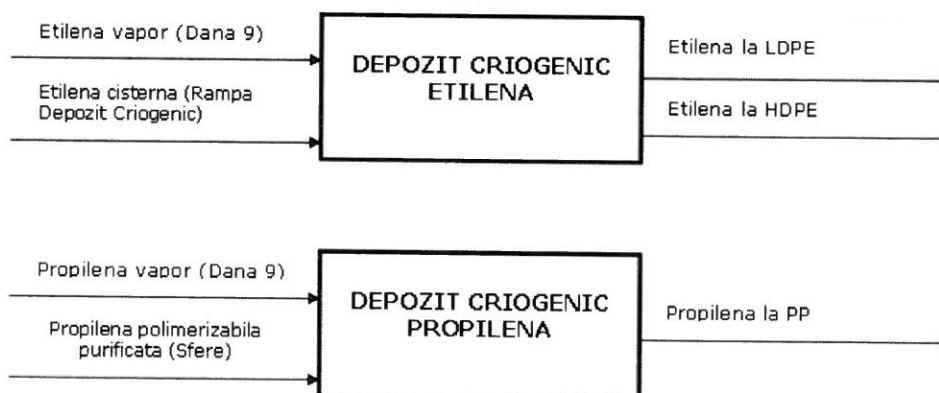 Etilena vapor (Dana 9)
Etilena cisterna (Rampa
Depozit Criogenic)
DEPOZIT CRIOGENIC
ETILENA
Etilena la LDPE
Etilena la HDPE
Propilena vapor (Dana 9)
Propilena polimerizabila
purificata (Sfere)
DEPOZIT CRIOGENIC
PROPILENA
Propilena la PP